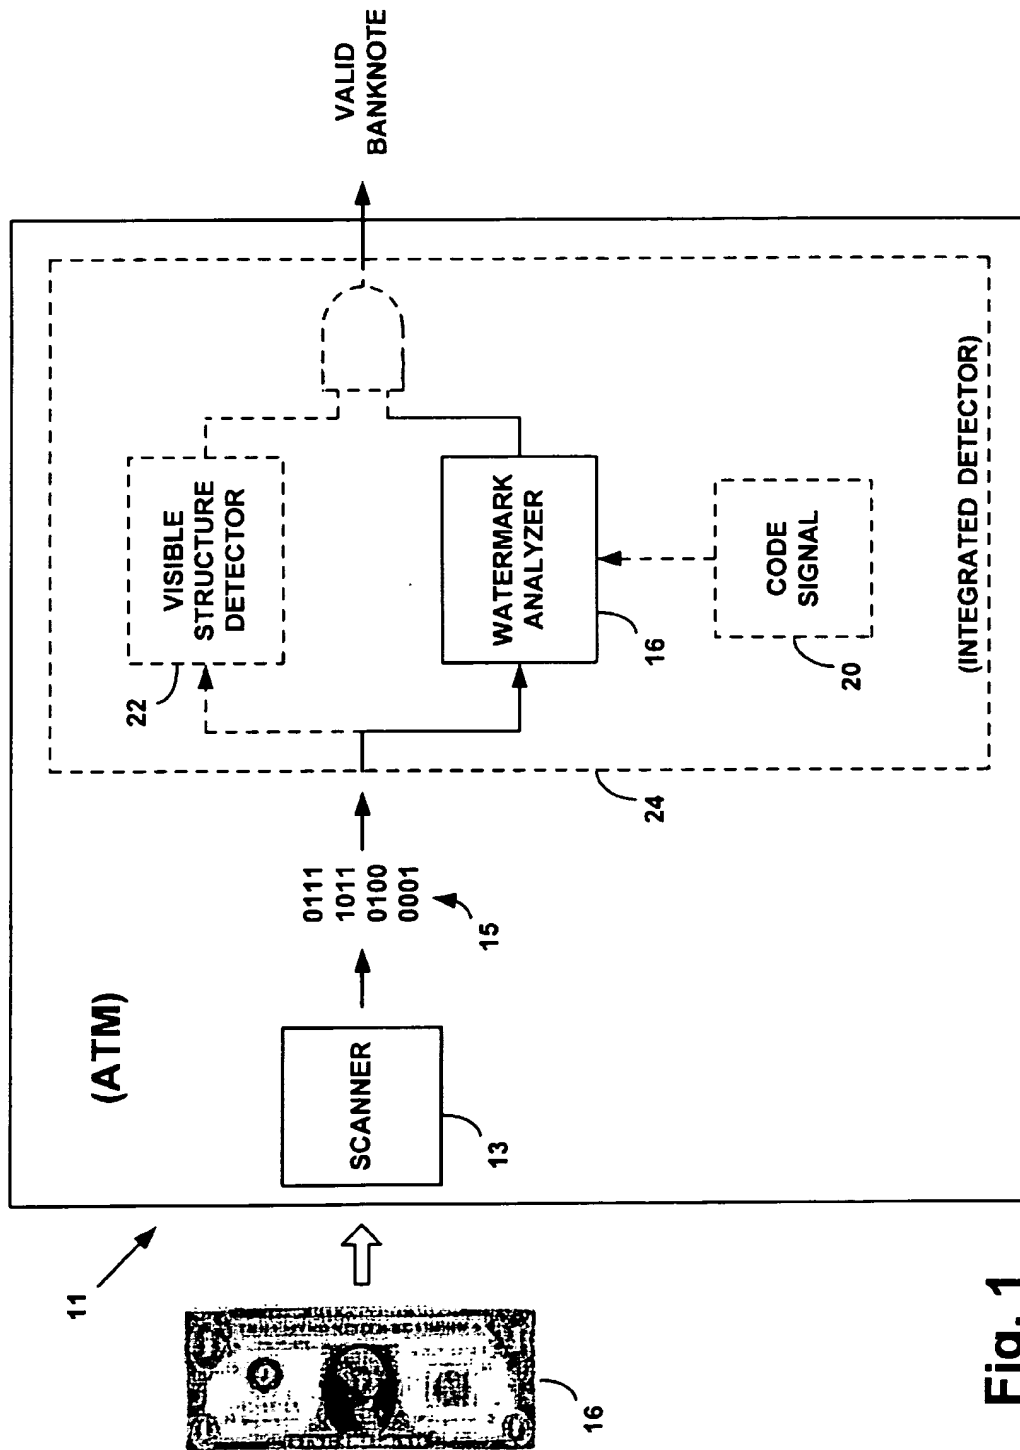 11
(ATM)
16
SCANNER
13
0111
1011
0100
0001
15
24
22
VISIBLE
STRUCTURE
DETECTOR
WATERMARK
ANALYZER
16
CODE
SIGNAL
20
(INTEGRATED DETECTOR)
VALID
BANKNOTE
Fig. 1